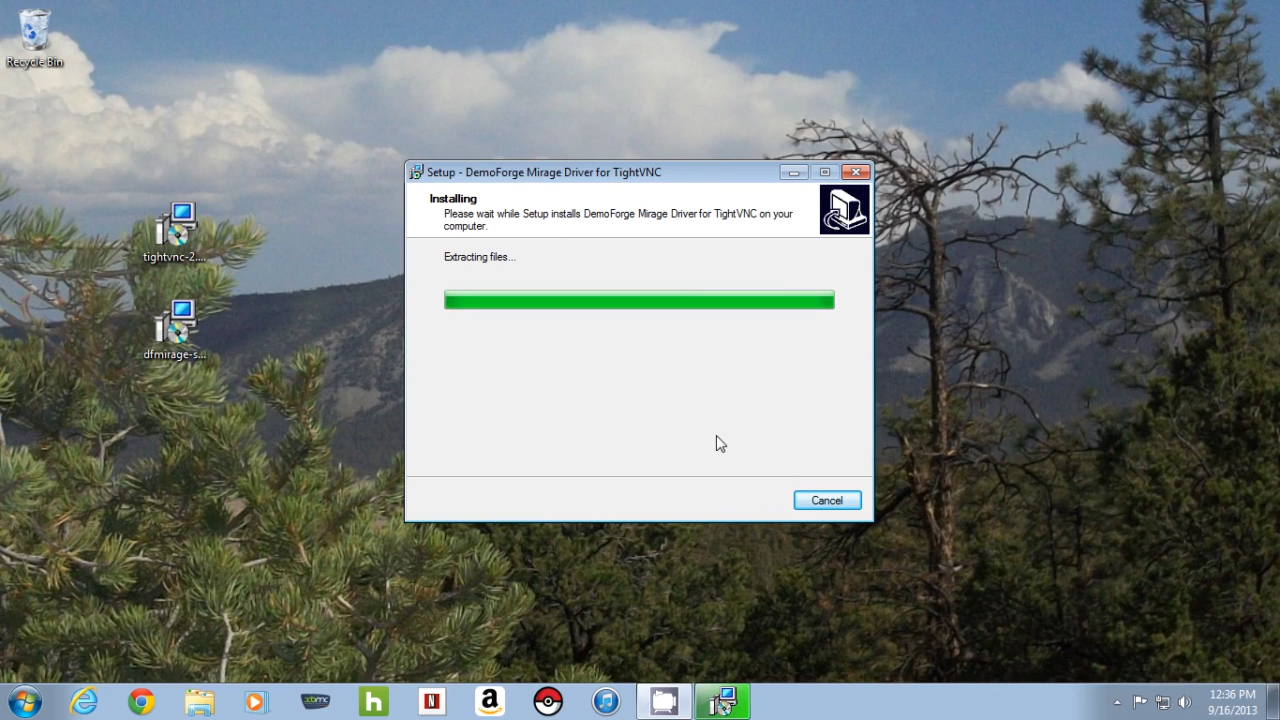 Recycle Bin
tightvnc-2....
dfmirage-s...
Setup - DemoForge Mirage Driver for TightVNC
Installing
Please wait while Setup installs DemoForge Mirage Driver for TightVNC on your
computer.
Extracting files...
Cancel
xbmc
h
N
a
12:36 PM
9/16/2013